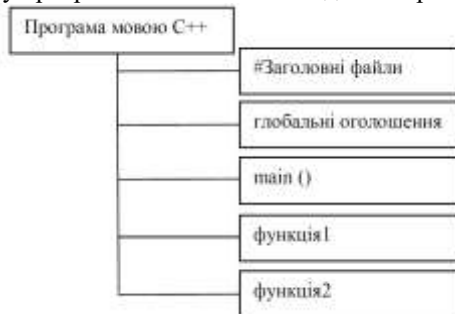 Програма мовою С++
#Заголовні файли
глобальні оголошення
main ()
функція1
функція2